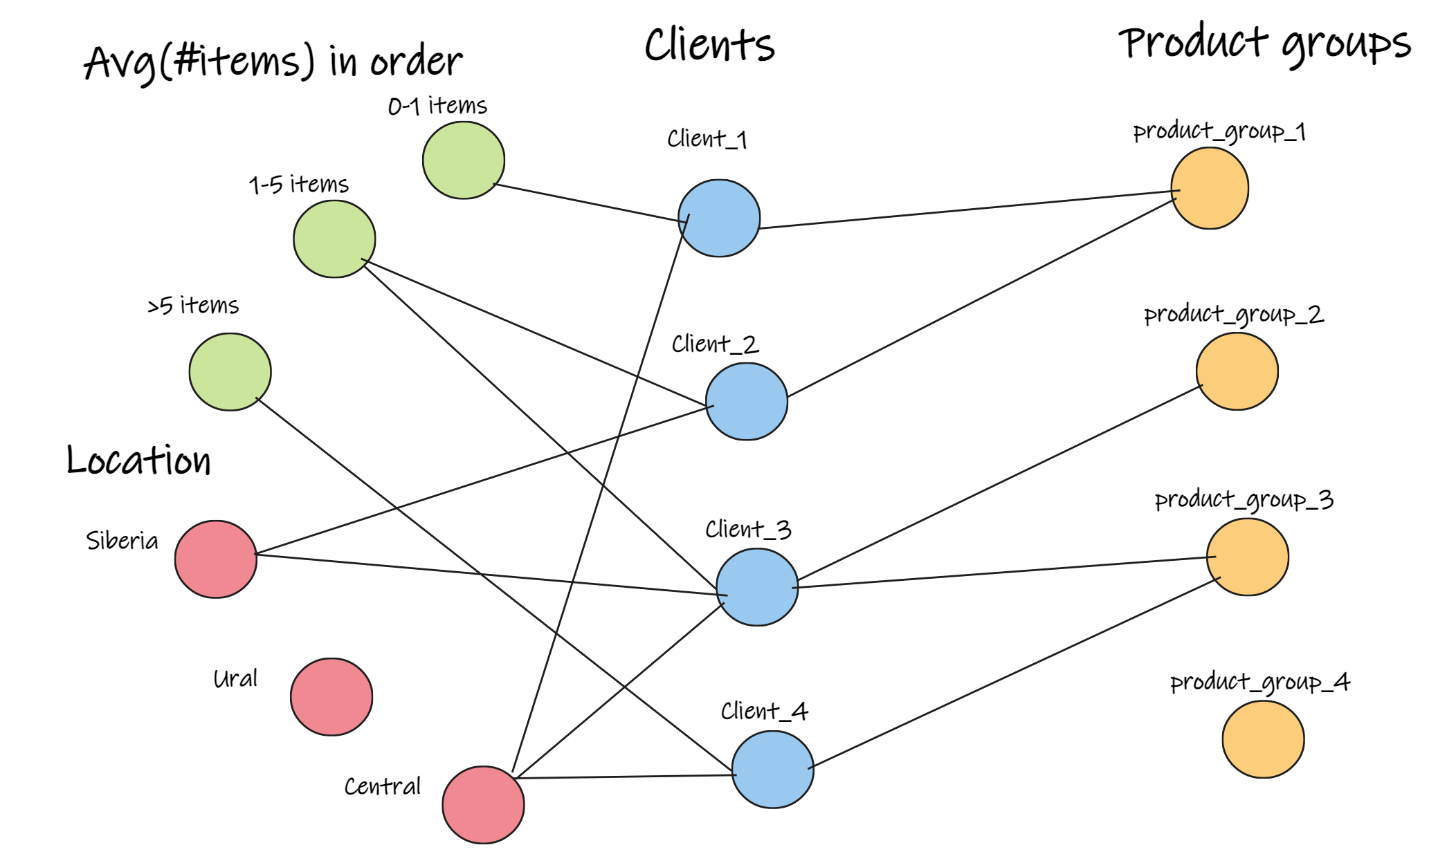 Avg(#items) in order
0-1 items
1-5 items
>5 items
Location
Siberia
Ural
Central
Clients
Client_1
Client_2
Client_3
Client_4
Product groups
product_group_1
product_group_2
product_group_3
product_group_4